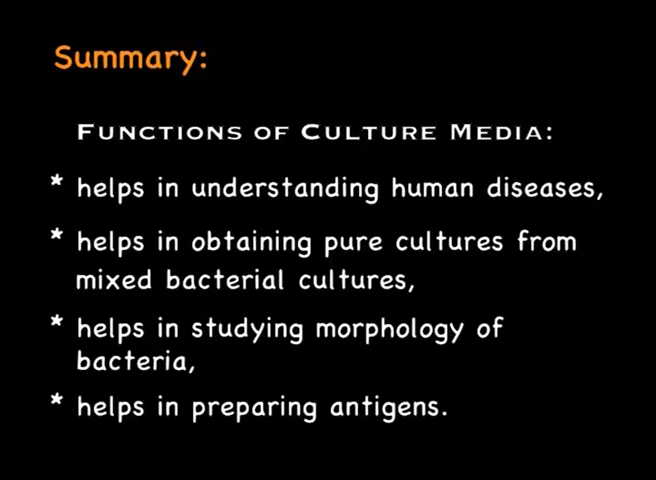 Summary:
FUNCTIONS OF CULTURE MEDIA:
* helps in understanding human diseases,
* helps in obtaining pure cultures from
mixed bacterial cultures,
* helps in studying morphology of
bacteria,
* helps in preparing antigens.